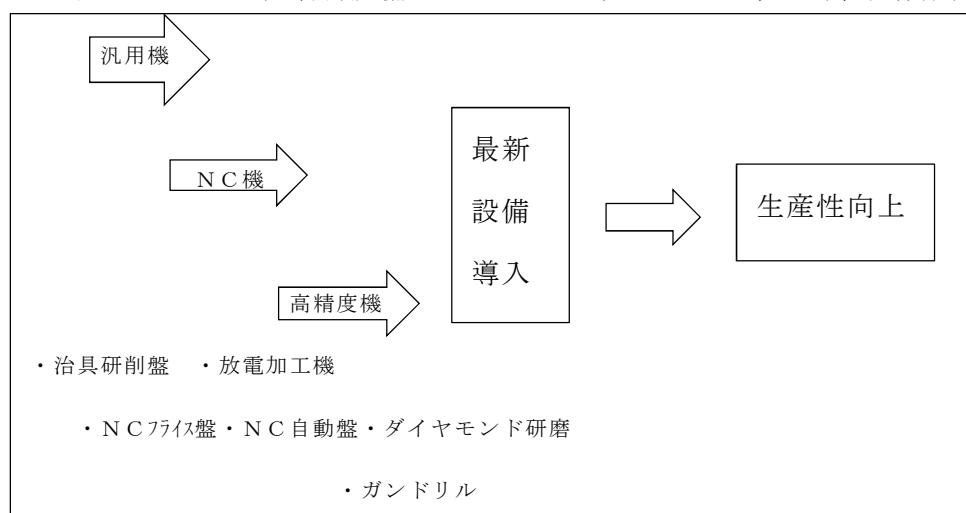 汎用機
NC機
高精度機
最新
設備
導入
生産性向上
・治具研削盤 ・放電加工機
・NCフライス盤・NC自動盤・ダイヤモンド研磨
・ガンドリル